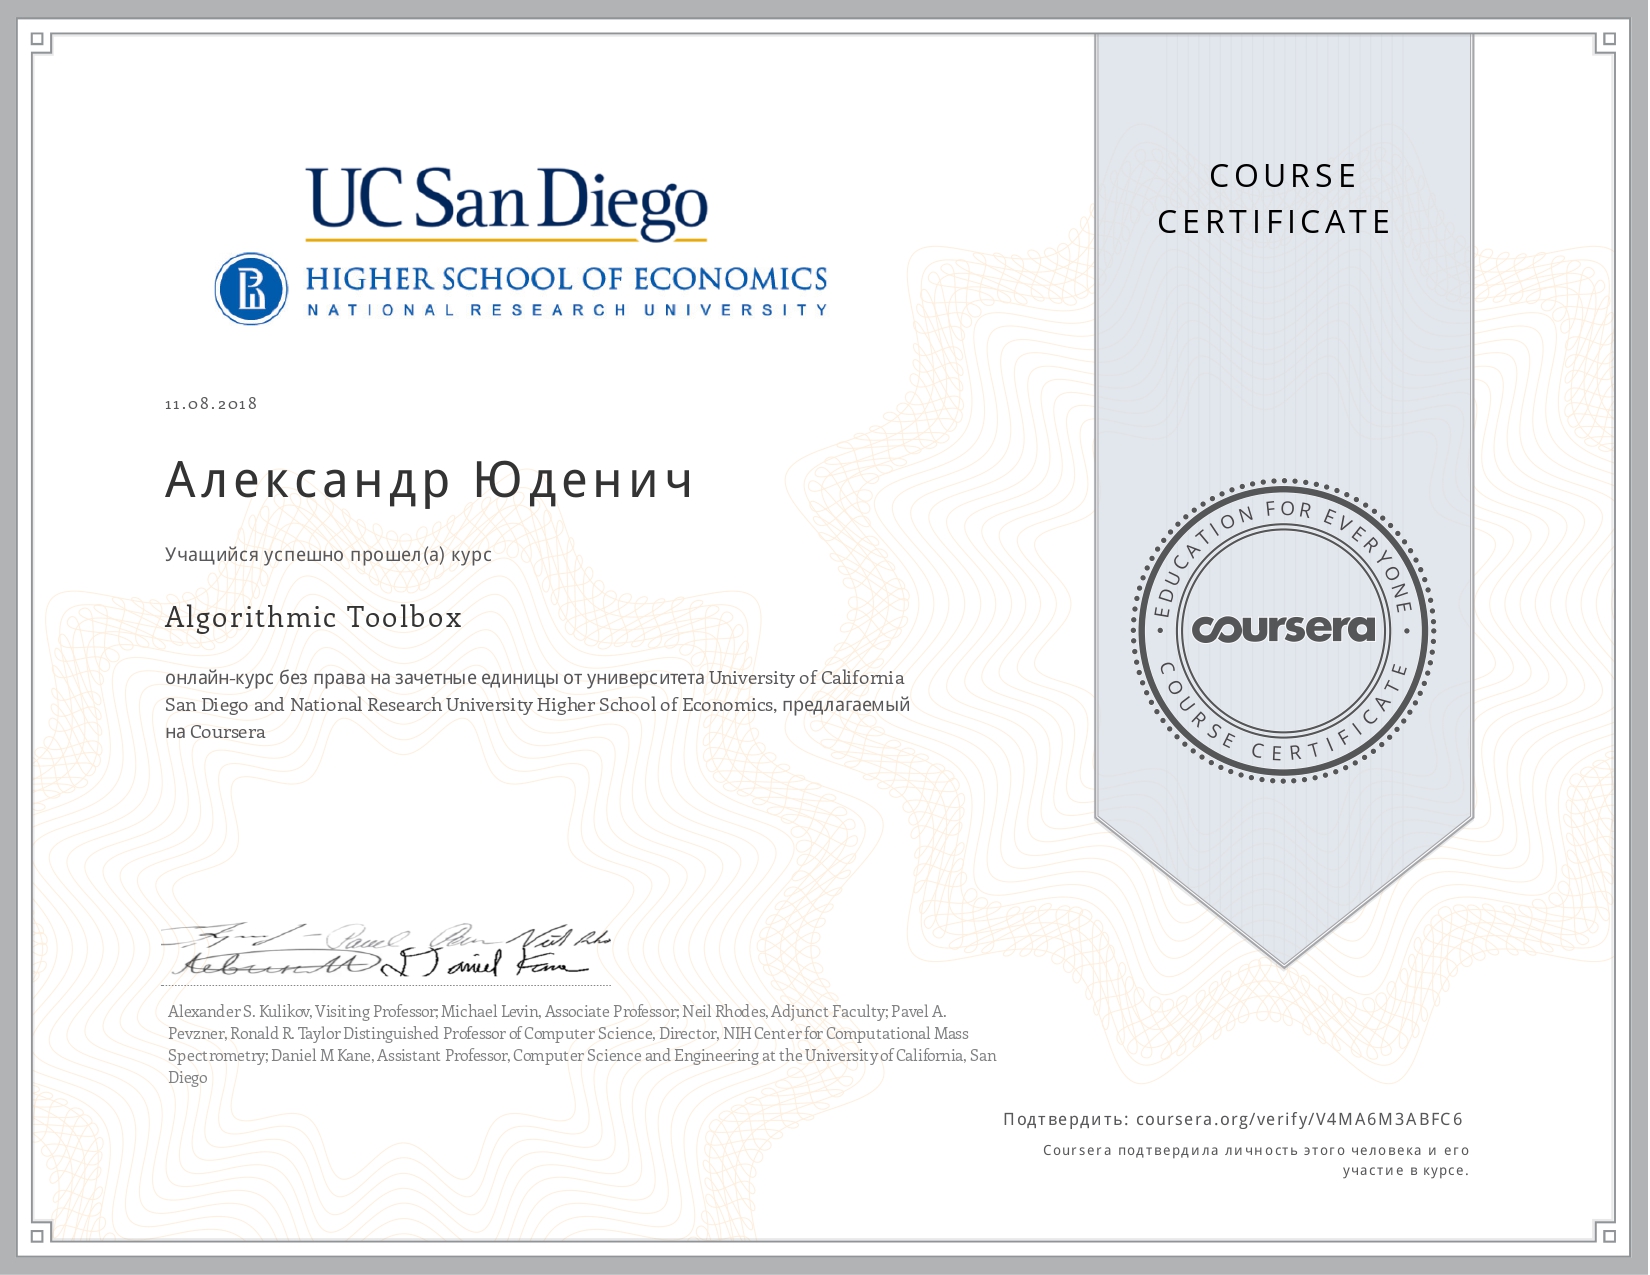 UC San Diego
HIGHER SCHOOL OF ECONOMICS
NATIONAL RESEARCH UNIVERSITY
11.08.2018
Александр Юденич
Учащийся успешно прошел(а) курс
Algorithmic Toolbox
онлайн-курс без права на зачетные единицы от университета University of California
San Diego and National Research University Higher School of Economics, предлагаемый
на Coursera
Alexander S. Kulikov, Visiting Professor; Michael Levin, Associate Professor; Neil Rhodes, Adjunct Faculty; Pavel A.
Pevzner, Ronald R. Taylor Distinguished Professor of Computer Science, Director, NIH Center for Computational Mass
Spectrometry; Daniel M Kane, Assistant Professor, Computer Science and Engineering at the University of California, San
Diego
COURSE
CERTIFICATE
EDUCATION FOR EVERYONE
coursera
COURSE CERTIFICATE
Подтвердить: coursera.org/verify/V4MA6M3ABFC6
Coursera подтвердила личность этого человека и его
участие в курсе.